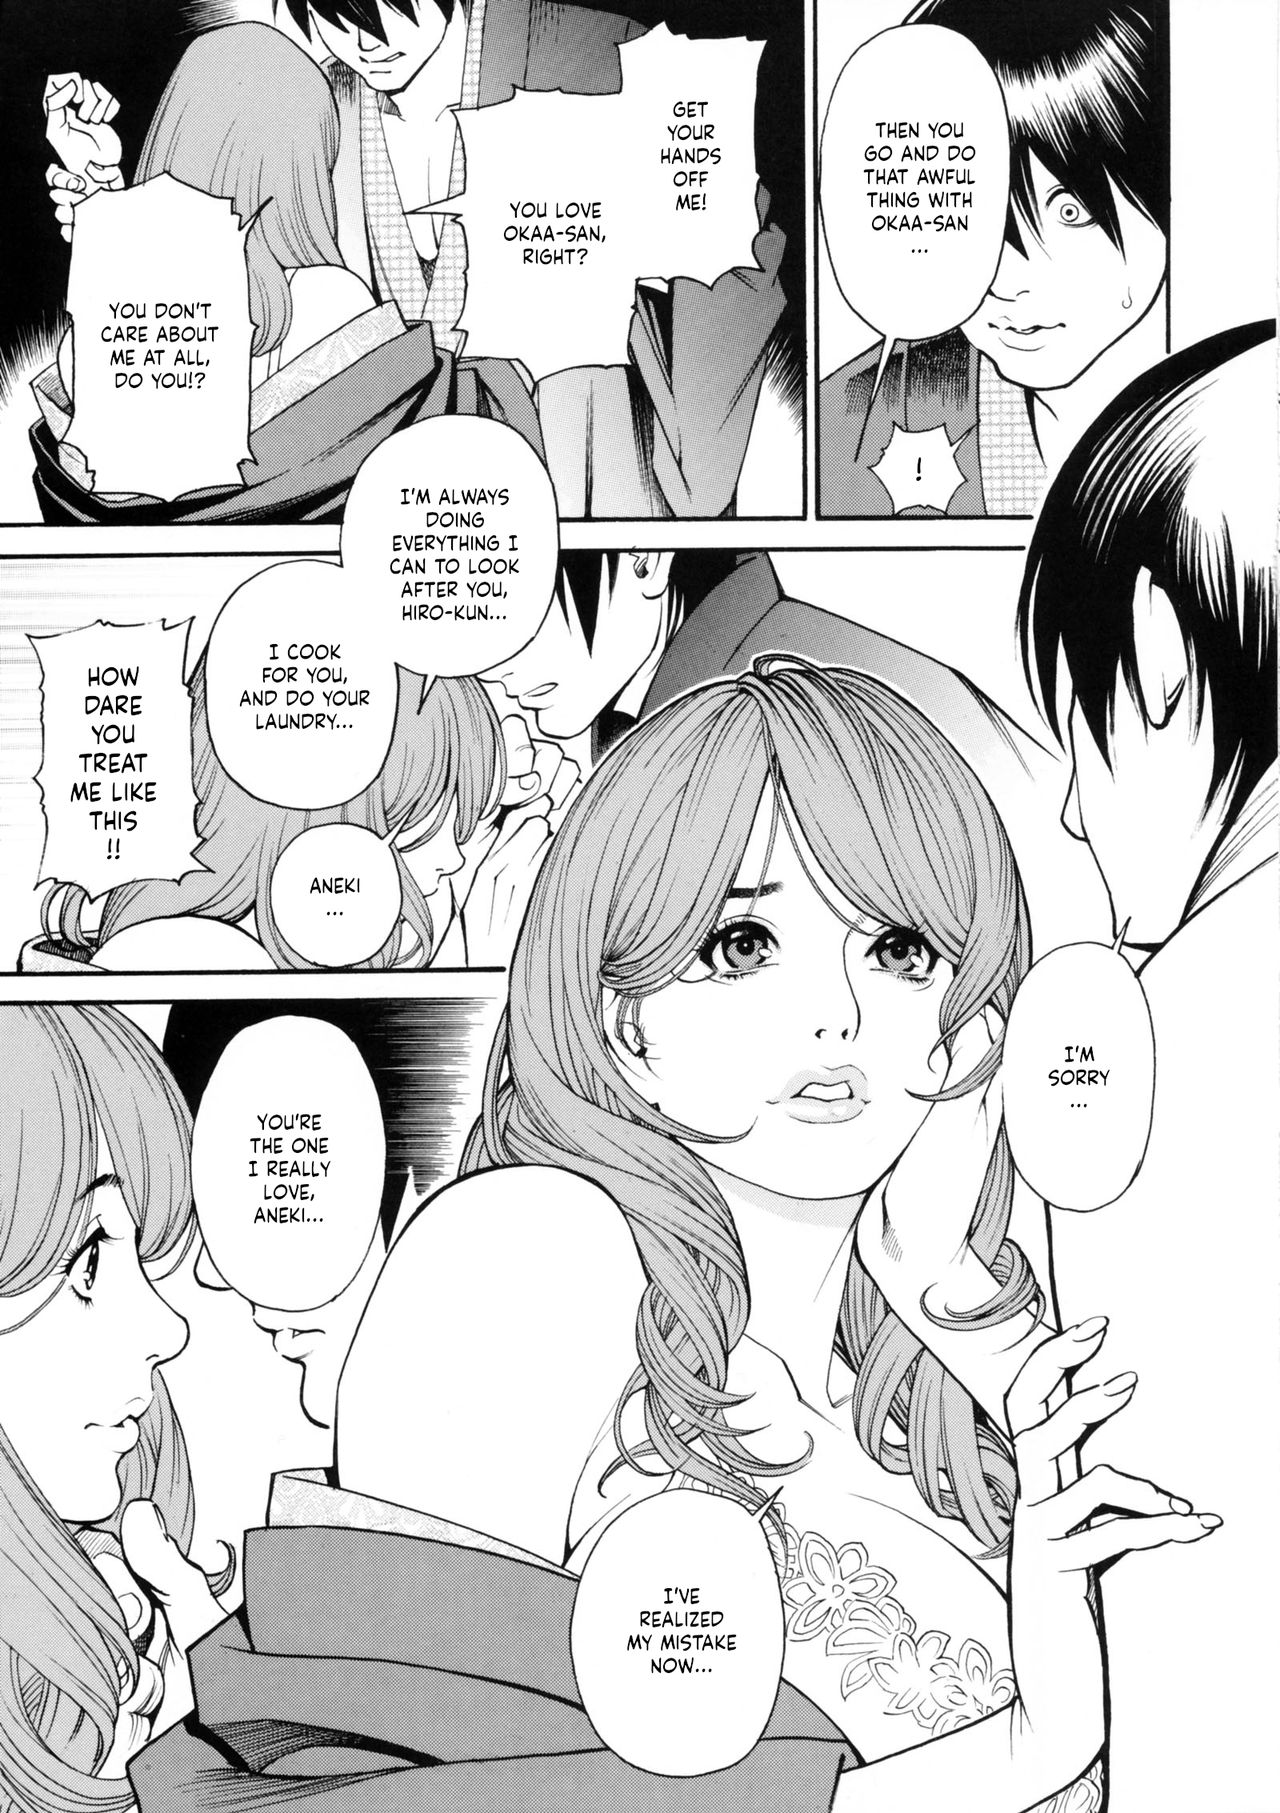 THEN YOU
GO AND DO
THAT AWFUL
THING WITH
OKAA-SAN
...
!
GET
YOUR
HANDS
OFF
ME!
YOU LOVE
OKAA-SAN,
RIGHT?
YOU DON'T
CARE ABOUT
ME AT ALL,
DO YOU!?
I'M ALWAYS
DOING
EVERYTHING I
CAN TO LOOK
AFTER YOU,
HIRO-KUN...
I COOK
FOR YOU,
AND DO YOUR
LAUNDRY...
ANEKI
...
HOW
DARE
YOU
TREAT
ME LIKE
THIS
!!
I'M
SORRY
...
I'VE
REALIZED
MY MISTAKE
NOW...
YOU'RE
THE ONE
I REALLY
LOVE,
ANEKI...